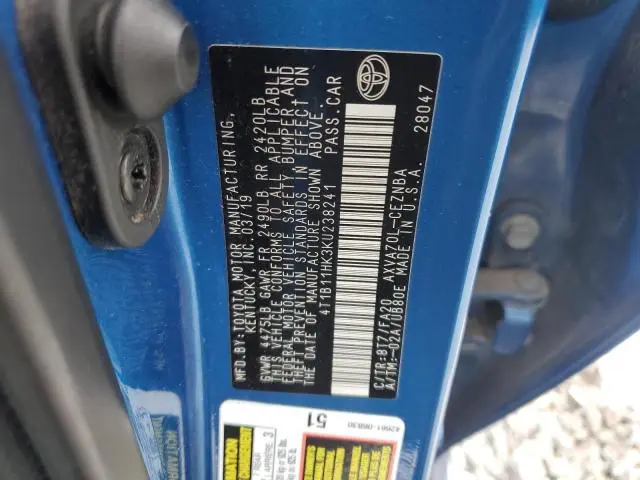 MFD.BY:TOYOTA MOTOR MANUFACTURING,
KENTUCKY, INC. 03/19
GVWR 4475LB GAWR FR 2490LB RR 2420LB
THIS VEHICLE CONFORMS TO ALL APPLICABLE
FEDERAL MOTOR VEHICLE SAFETY, BUMPER,AND
THEFT PREVENTION STANDARDS IN EFFECT ON
THE DATE OF MANUFACTURE SHOWN ABOVE.
4T1B11HK3KU238241 PASS.CAR
C/TR:8T7/FA20 AXVA70L-CEZNBA
A/TM:-02A/UB80E MADE IN U.S.A.
28047
51